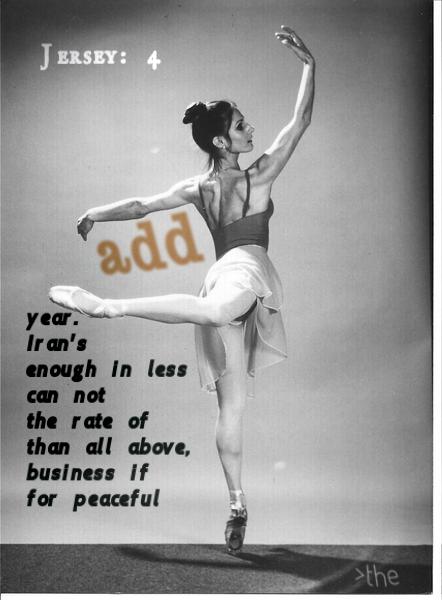 Jersey: 4
add
year.
Iran's
enough in less
can not
the rate of
than all above,
business if
for peaceful
>the